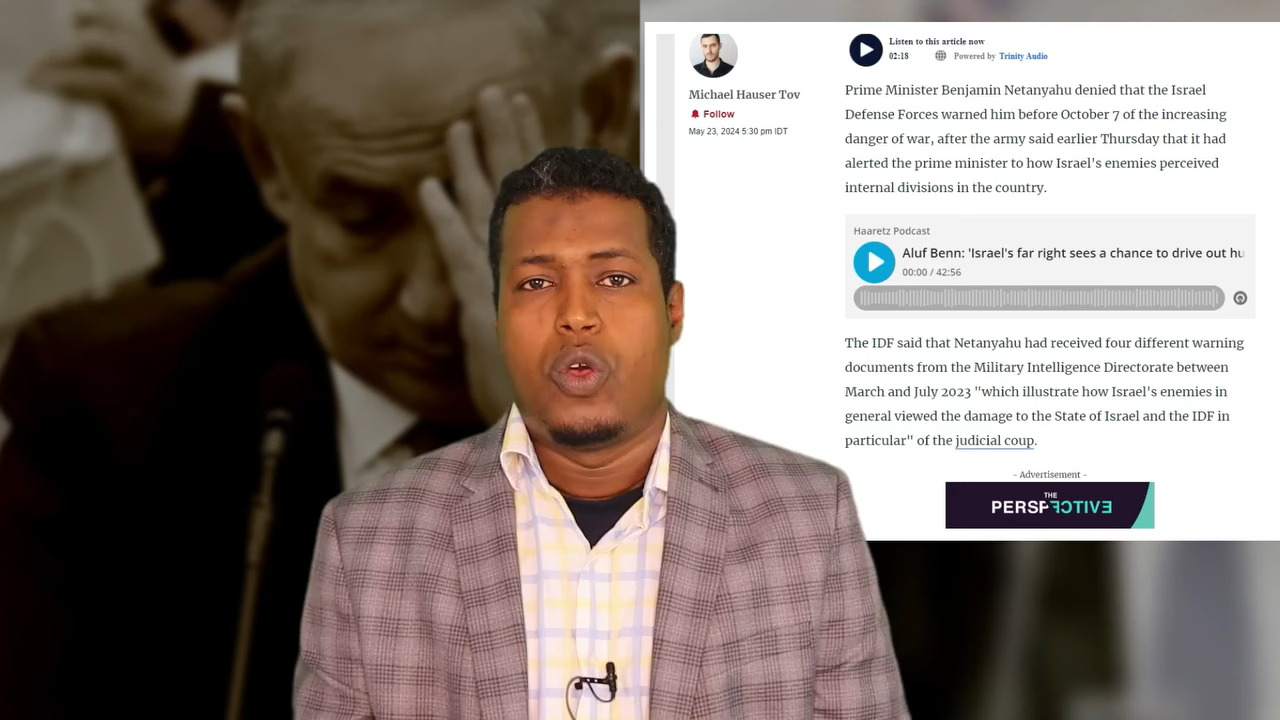 Michael Hauser Tov
Follow
May 23, 2024 5:30 pm IDT
Listen to this article now
02:18
Powered by Trinity Audio
Prime Minister Benjamin Netanyahu denied that the Israel
Defense Forces warned him before October 7 of the increasing
danger of war, after the army said earlier Thursday that it had
alerted the prime minister to how Israel's enemies perceived
internal divisions in the country.
Haaretz Podcast
Aluf Benn: 'Israel's far right sees a chance to drive out hu
00:00 / 42:56
The IDF said that Netanyahu had received four different warning
documents from the Military Intelligence Directorate between
March and July 2023 "which illustrate how Israel's enemies in
general viewed the damage to the State of Israel and the IDF in
particular" of the judicial coup.
- Advertisement -
THE
PERSPECTIVE